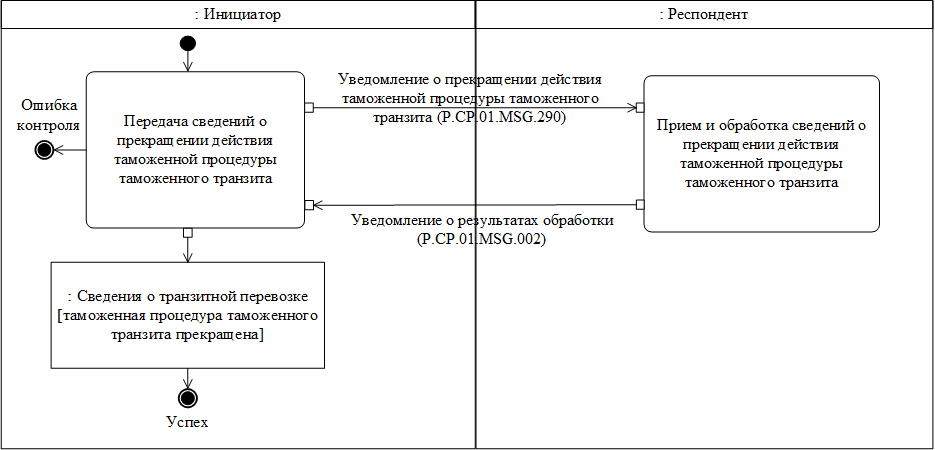 : Инициатор
: Респондент
Ошибка
контроля
Передача сведений о
прекращении действия
таможенной процедуры
таможенного транзита
Уведомление о прекращении действия
таможенной процедуры таможенного
транзита (P.CP.01.MSG.290)
Прием и обработка сведений о
прекращении действия
таможенной процедуры
таможенного транзита
Уведомление о результатах обработки
(P.CP.01.MSG.002)
: Сведения о транзитной перевозке
[таможенная процедура таможенного
транзита прекращена]
Успех